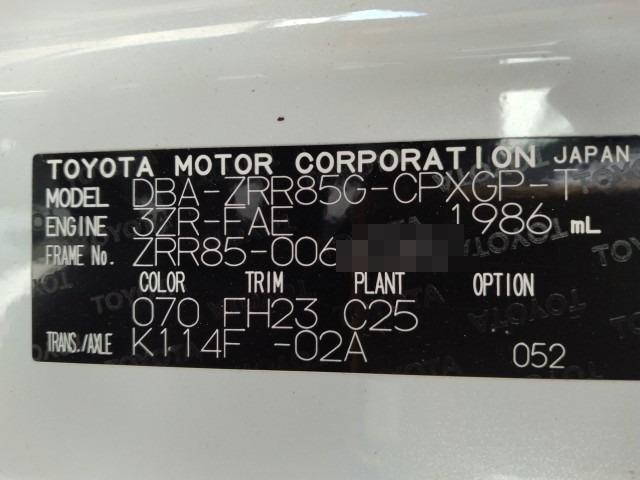 TOYOTA MOTOR CORPORATION JAPAN
MODEL DBA-ZRR85G-CPXGP-T
ENGINE 3ZR-FAE 1986 mL
FRAME No. ZRR85-006
COLOR TRIM PLANT OPTION
070 FH23 C25
TRANS./AXLE K114F -02A 052